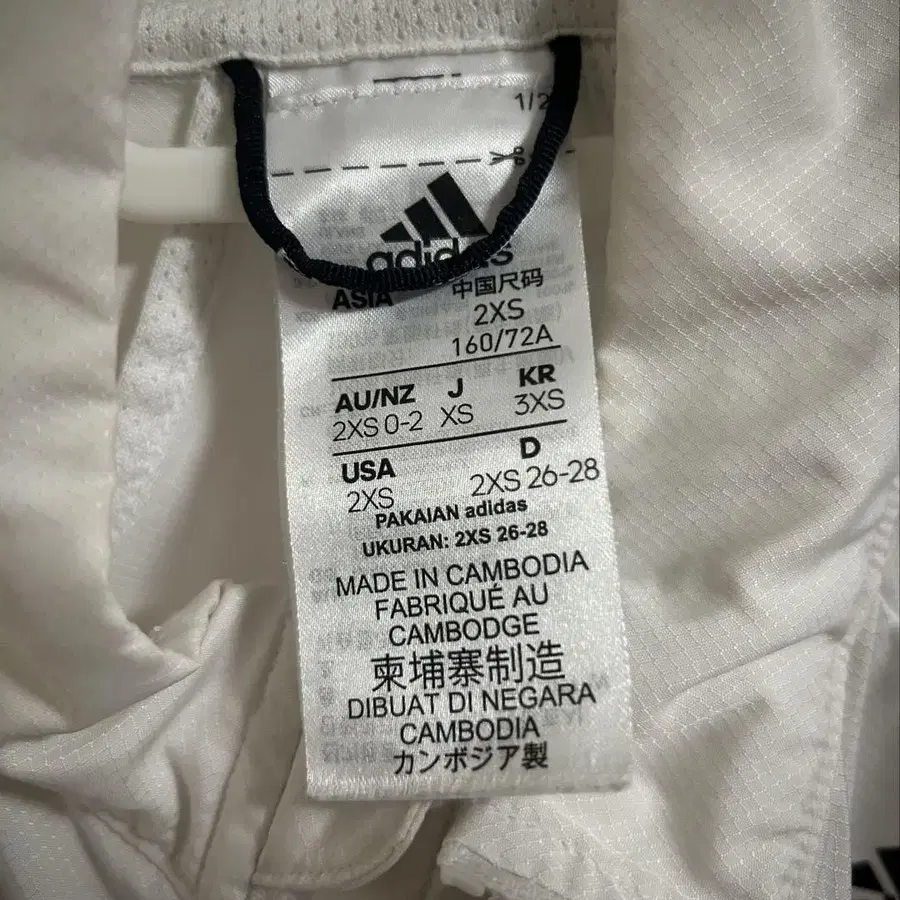 1/2
adidas
ASIA 中国尺码
2XS
160/72A
AU/NZ J KR
2XS 0-2 XS 3XS
USA D
2XS 2XS 26-28
PAKAIAN adidas
UKURAN: 2XS 26-28
MADE IN CAMBODIA
FABRIQUÉ AU
CAMBODGE
柬埔寨制造
DIBUAT DI NEGARA
CAMBODIA
カンボジア製